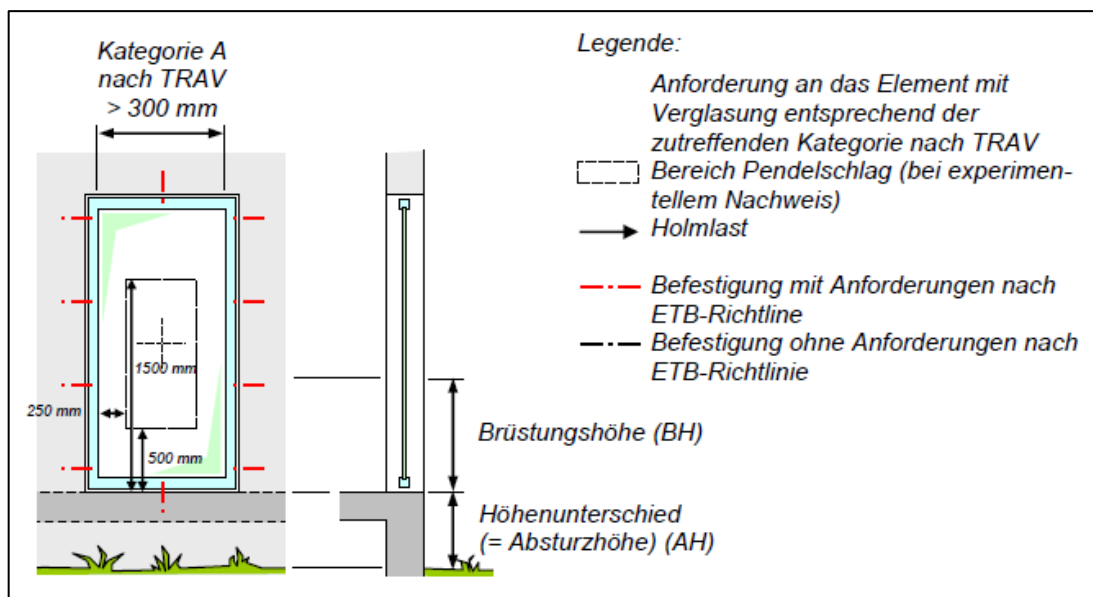 Kategorie A
nach TRAV
> 300 mm
1500 mm
250 mm
500 mm
Legende:
Anforderung an das Element mit
Verglasung entsprechend der
zutreffenden Kategorie nach TRAV
Bereich Pendelschlag (bei experimen-
tellem Nachweis)
Holmlast
Befestigung mit Anforderungen nach
ETB-Richtline
Befestigung ohne Anforderungen nach
ETB-Richtlinie
Brüstungshöhe (BH)
Höhenunterschied
(= Absturzhöhe) (AH)